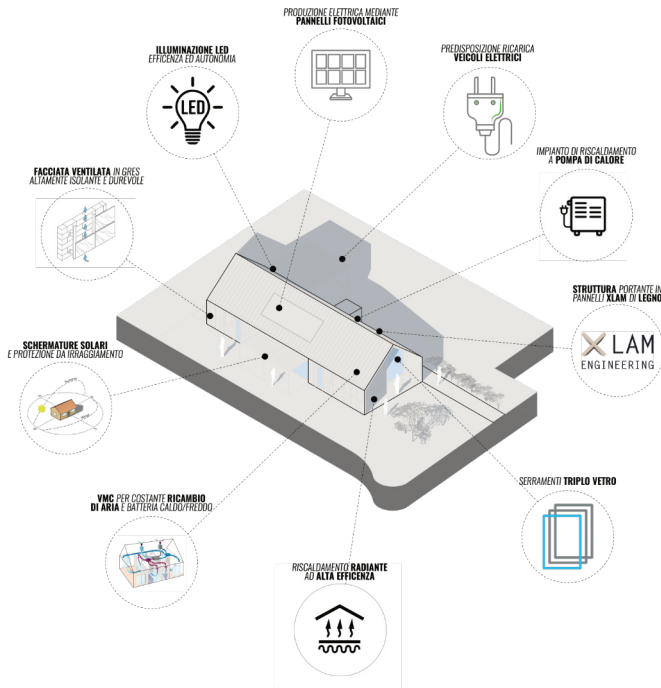 PRODUZIONE ELETTRICA MEDIANTE
PANNELLI FOTOVOLTAICI
ILLUMINAZIONE LED
EFFICENZA ED AUTONOMIA
LED
PREDISPOSIZIONE RICARICA
VEICOLI ELETTRICI
IMPIANTO DI RISCALDAMENTO
A POMPA DI CALORE
FACCIATA VENTILATA IN GRES
ALTAMENTE ISOLANTE E DUREVOLE
STRUTTURA PORTANTE IN
PANNELLI XLAM DI LEGNO
X LAM
ENGINEERING
SCHERMATURE SOLARI
E PROTEZIONE DA IRRAGGIAMENTO
SERRAMENTI TRIPLO VETRO
VMC PER COSTANTE RICAMBIO
DI ARIA E BATTERIA CALDO/FREDDO
RISCALDAMENTO RADIANTE
AD ALTA EFFICENZA